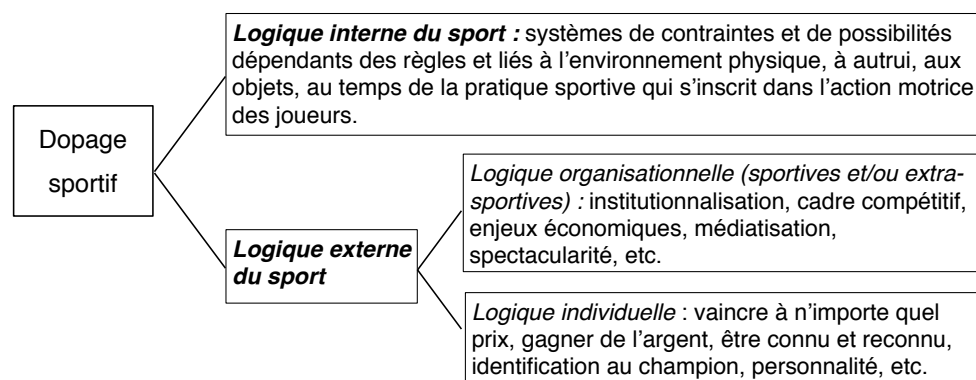 Logique interne du sport : systèmes de contraintes et de possibilités
dépendants des règles et liés à l'environnement physique, à autrui, aux
objets, au temps de la pratique sportive qui s'inscrit dans l'action motrice
des joueurs.
Dopage
sportif
Logique externe
du sport
Logique organisationnelle (sportives et/ou extra-
sportives) : institutionnalisation, cadre compétitif,
enjeux économiques, médiatisation,
spectacularité, etc.
Logique individuelle : vaincre à n'importe quel
prix, gagner de l'argent, être connu et reconnu,
identification au champion, personnalité, etc.